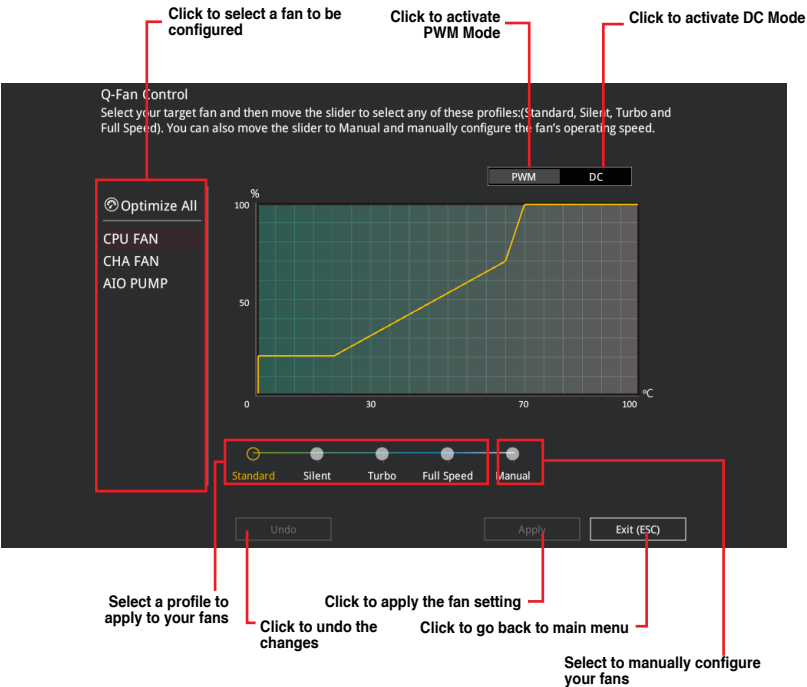 Click to select a fan to be
configured
Click to activate
PWM Mode
Click to activate DC Mode
Q-Fan Control
Select your target fan and then move the slider to select any of these profiles:(Standard, Silent, Turbo and
Full Speed). You can also move the slider to Manual and manually configure the fan's operating speed.
PWM DC
Optimize All
CPU FAN
CHA FAN
AIO PUMP
%
100
50
0 30 70 100
ºC
Standard Silent Turbo Full Speed Manual
Undo Apply Exit (ESC)
Select a profile to
apply to your fans
Click to undo the
changes
Click to apply the fan setting
Click to go back to main menu
Select to manually configure
your fans